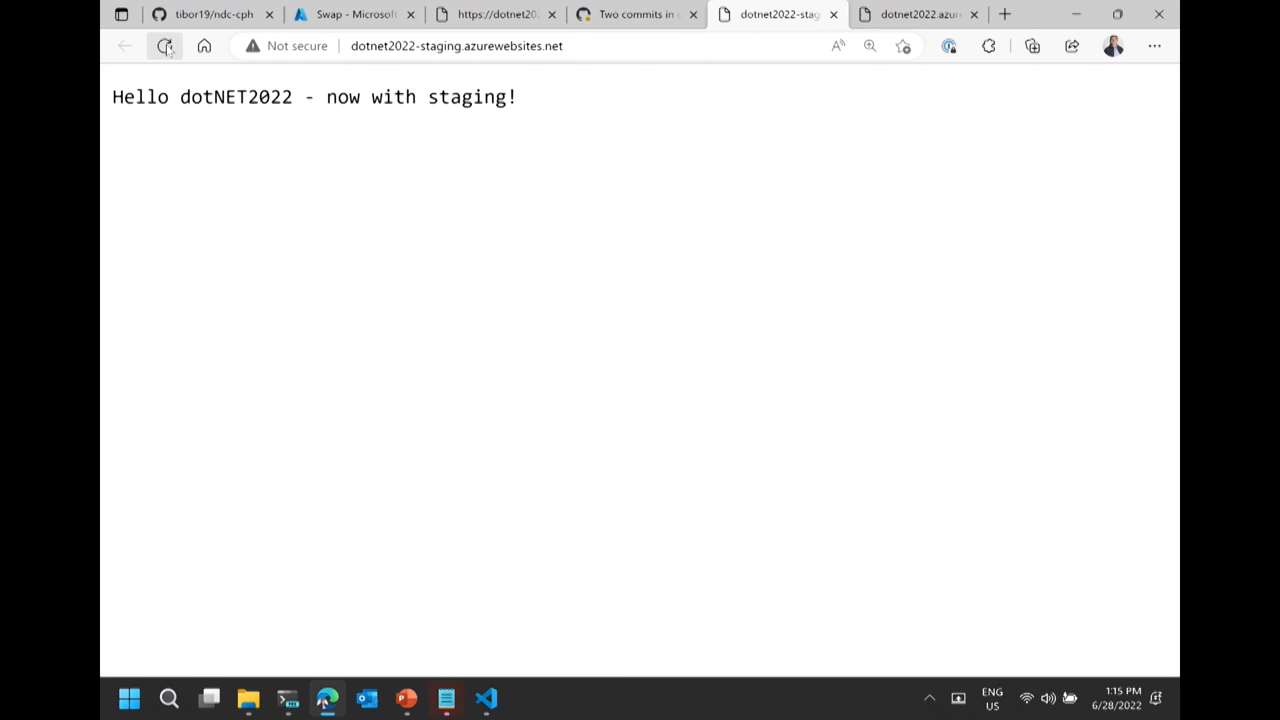 tibor19/ndc-cph
Swap - Microsoft
https://dotnet20
Two commits in
dotnet2022-stag
dotnet2022.azur
Not secure
dotnet2022-staging.azurewebsites.net
Hello dotNET2022 - now with staging!
ENG
US
1:15 PM
6/28/2022